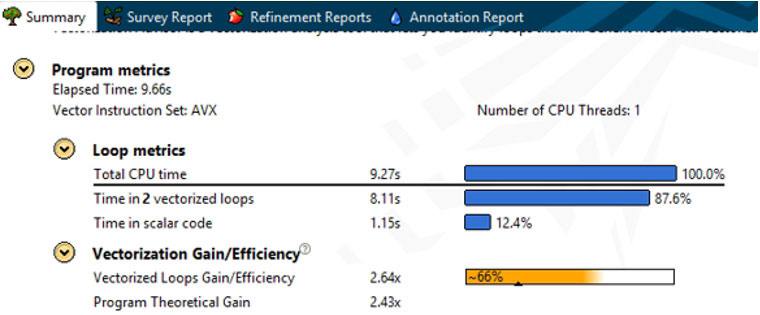 Summary Survey Report Refinement Reports Annotation Report
Program metrics
Elapsed Time: 9.66s
Vector Instruction Set: AVX Number of CPU Threads: 1
Loop metrics
Total CPU time 9.27s 100.0%
Time in 2 vectorized loops 8.11s 87.6%
Time in scalar code 1.15s 12.4%
Vectorization Gain/Efficiency ?
Vectorized Loops Gain/Efficiency 2.64x ~66%
Program Theoretical Gain 2.43x